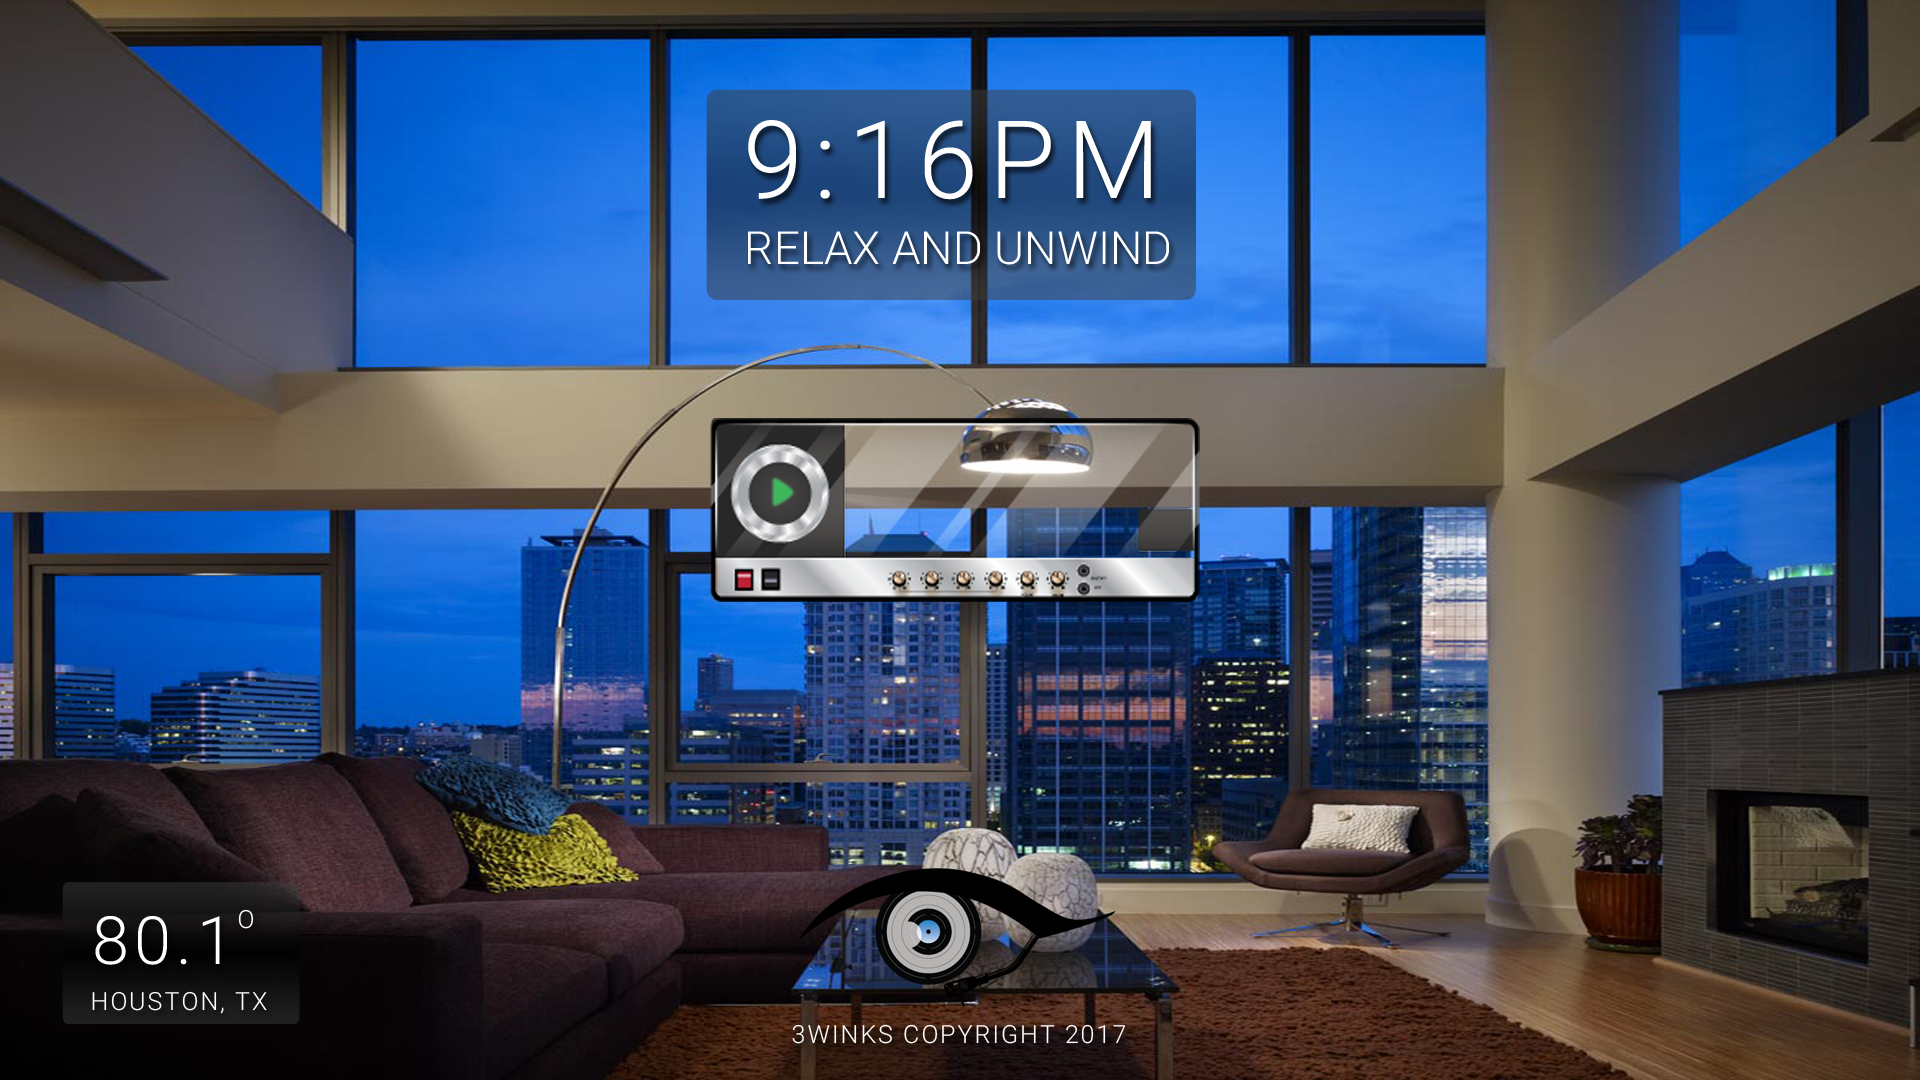 9:16PM
RELAX AND UNWIND
80.1°
HOUSTON, TX
3WINKS COPYRIGHT 2017